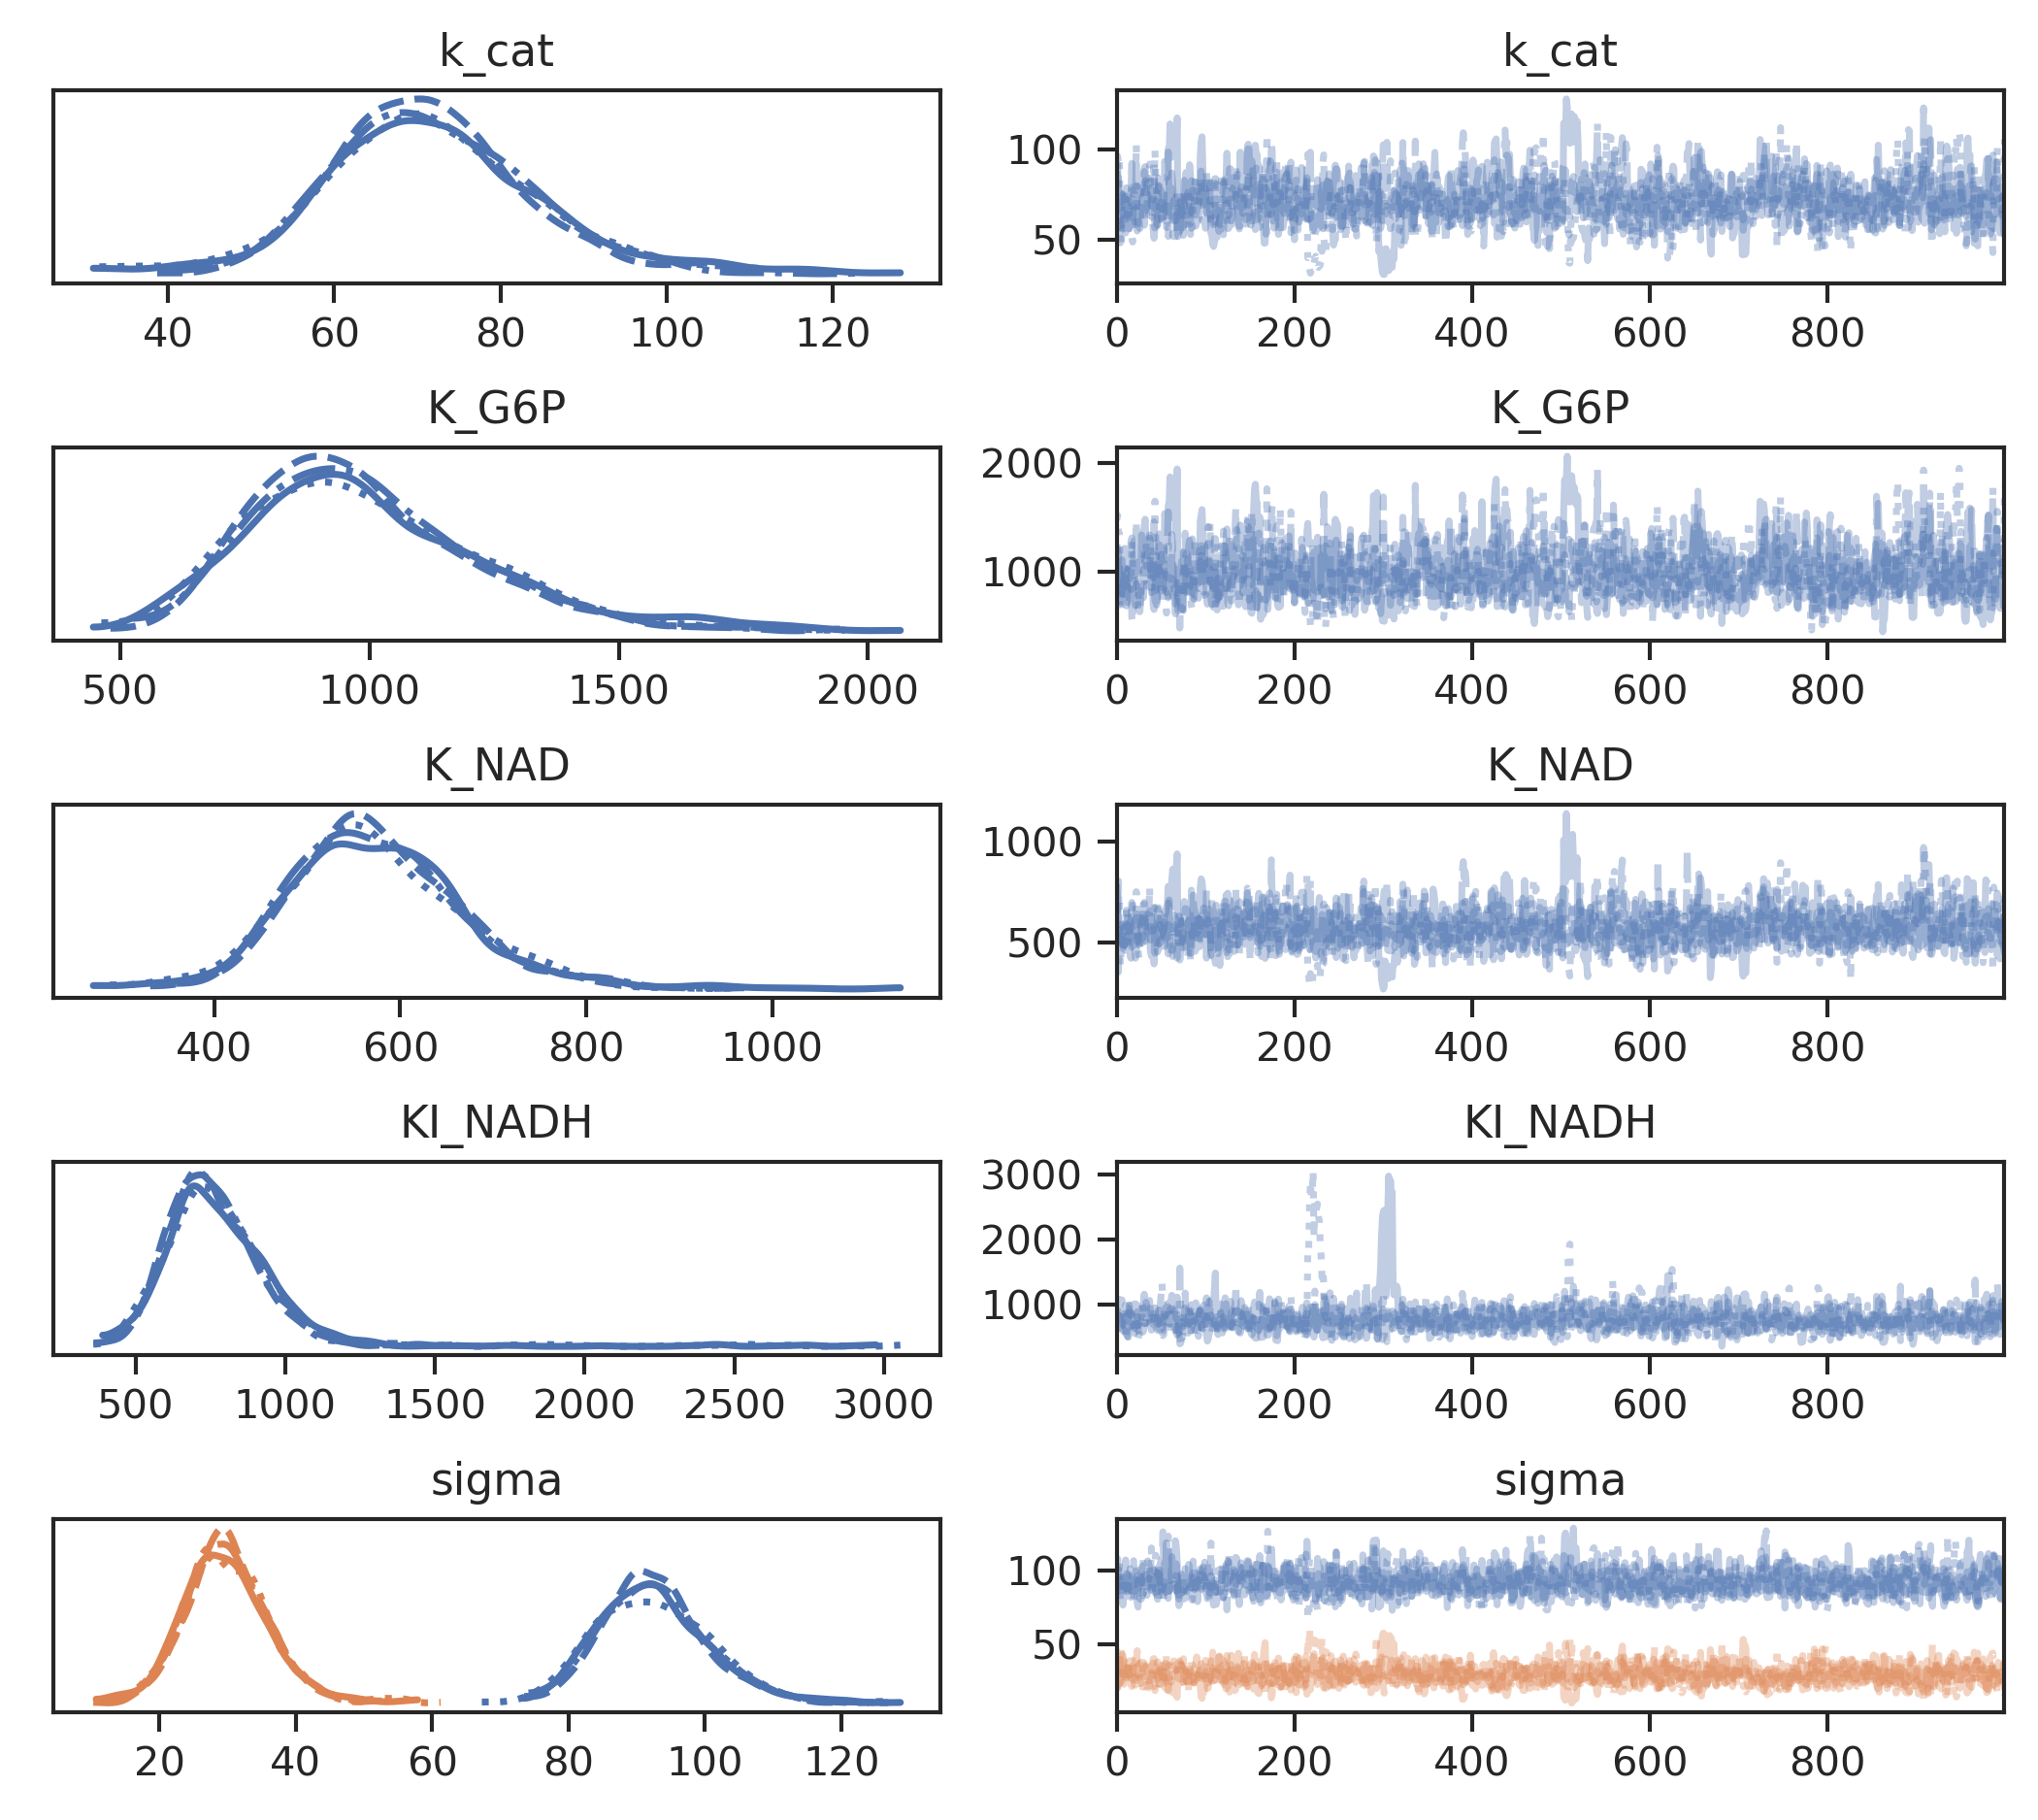 k_cat k_cat
100
50
40 60 80 100 120 0 200 400 600 800
K_G6P K_G6P
2000
1000
500 1000 1500 2000 0 200 400 600 800
K_NAD K_NAD
1000
500
400 600 800 1000 0 200 400 600 800
KI_NADH KI_NADH
3000
2000
1000
500 1000 1500 2000 2500 3000 0 200 400 600 800
sigma sigma
100
50
20 40 60 80 100 120 0 200 400 600 800